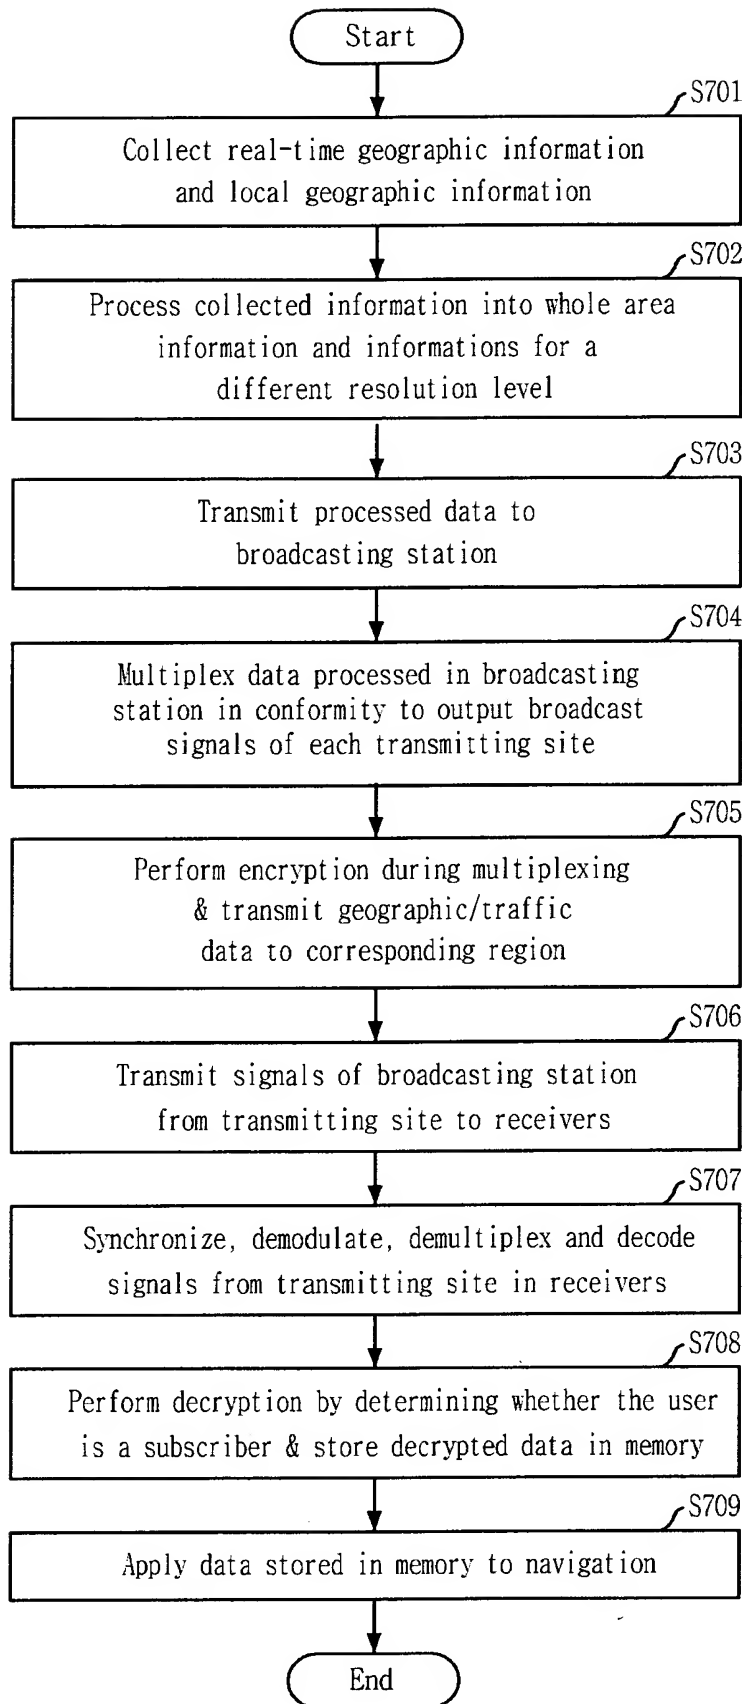 Start
S701
Collect real-time geographic information
and local geographic information
S702
Process collected information into whole area
information and informations for a
different resolution level
S703
Transmit processed data to
broadcasting station
S704
Multiplex data processed in broadcasting
station in conformity to output broadcast
signals of each transmitting site
S705
Perform encryption during multiplexing
& transmit geographic/traffic
data to corresponding region
S706
Transmit signals of broadcasting station
from transmitting site to receivers
S707
Synchronize, demodulate, demultiplex and decode
signals from transmitting site in receivers
S708
Perform decryption by determining whether the user
is a subscriber & store decrypted data in memory
S709
Apply data stored in memory to navigation
End